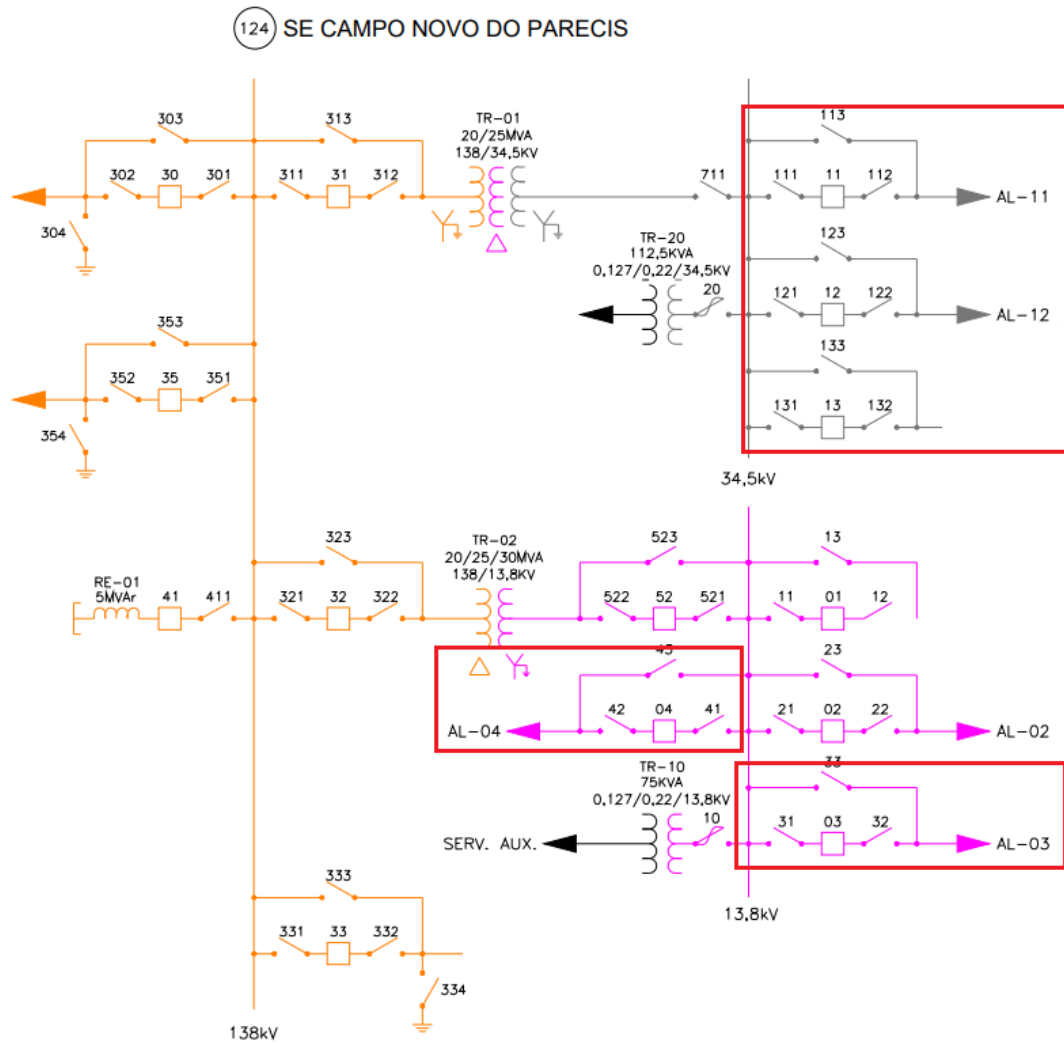 124 SE CAMPO NOVO DO PARECIS
303
313
TR-01
20/25MVA
138/34,5KV
113
302 30 301
311 31 312
711
111 11 112
AL-11
304
TR-20
112,5KVA
0,127/0,22/34,5KV
20
123
121 12 122
AL-12
353
133
352 35 351
131 13 132
354
34,5kV
323
TR-02
20/25/30MVA
138/13,8KV
523
13
RE-01
5MVAr
41 411
321 32 322
522 52 521
11 01 12
43
23
AL-04
42 04 41
21 02 22
AL-02
TR-10
75KVA
0,127/0,22/13,8KV
10
33
SERV. AUX.
31 03 32
AL-03
333
13,8kV
331 33 332
334
138kV